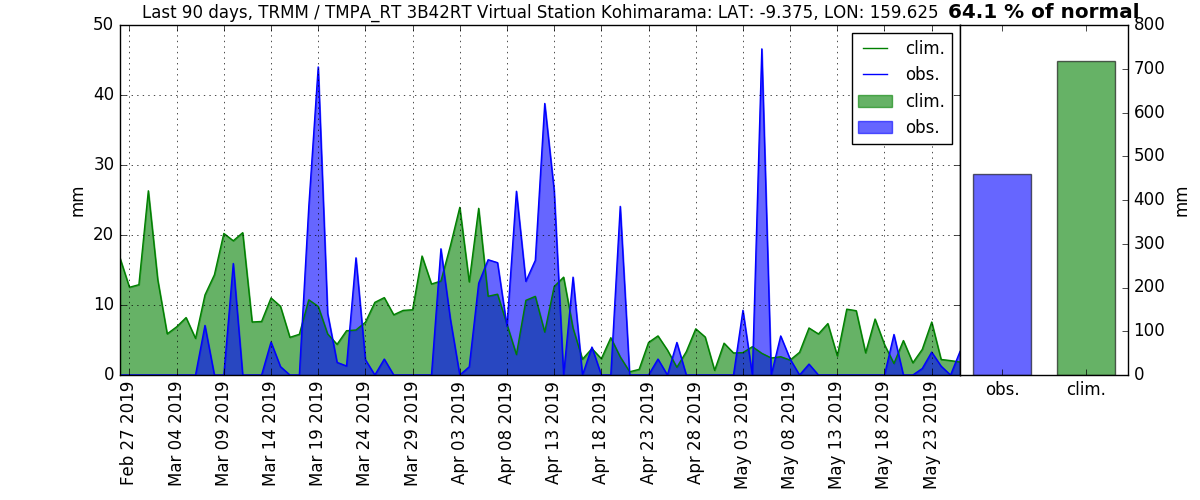 Last 90 days, TRMM / TMPA_RT 3B42RT Virtual Station Kohimarama: LAT: -9.375, LON: 159.625 64.1 % of normal
50
40
30
20
10
0
mm
clim.
obs.
clim.
obs.
800
700
600
500
400
300
200
100
0
mm
Feb 27 2019
Mar 04 2019
Mar 09 2019
Mar 14 2019
Mar 19 2019
Mar 24 2019
Mar 29 2019
Apr 03 2019
Apr 08 2019
Apr 13 2019
Apr 18 2019
Apr 23 2019
Apr 28 2019
May 03 2019
May 08 2019
May 13 2019
May 18 2019
May 23 2019
obs.
clim.